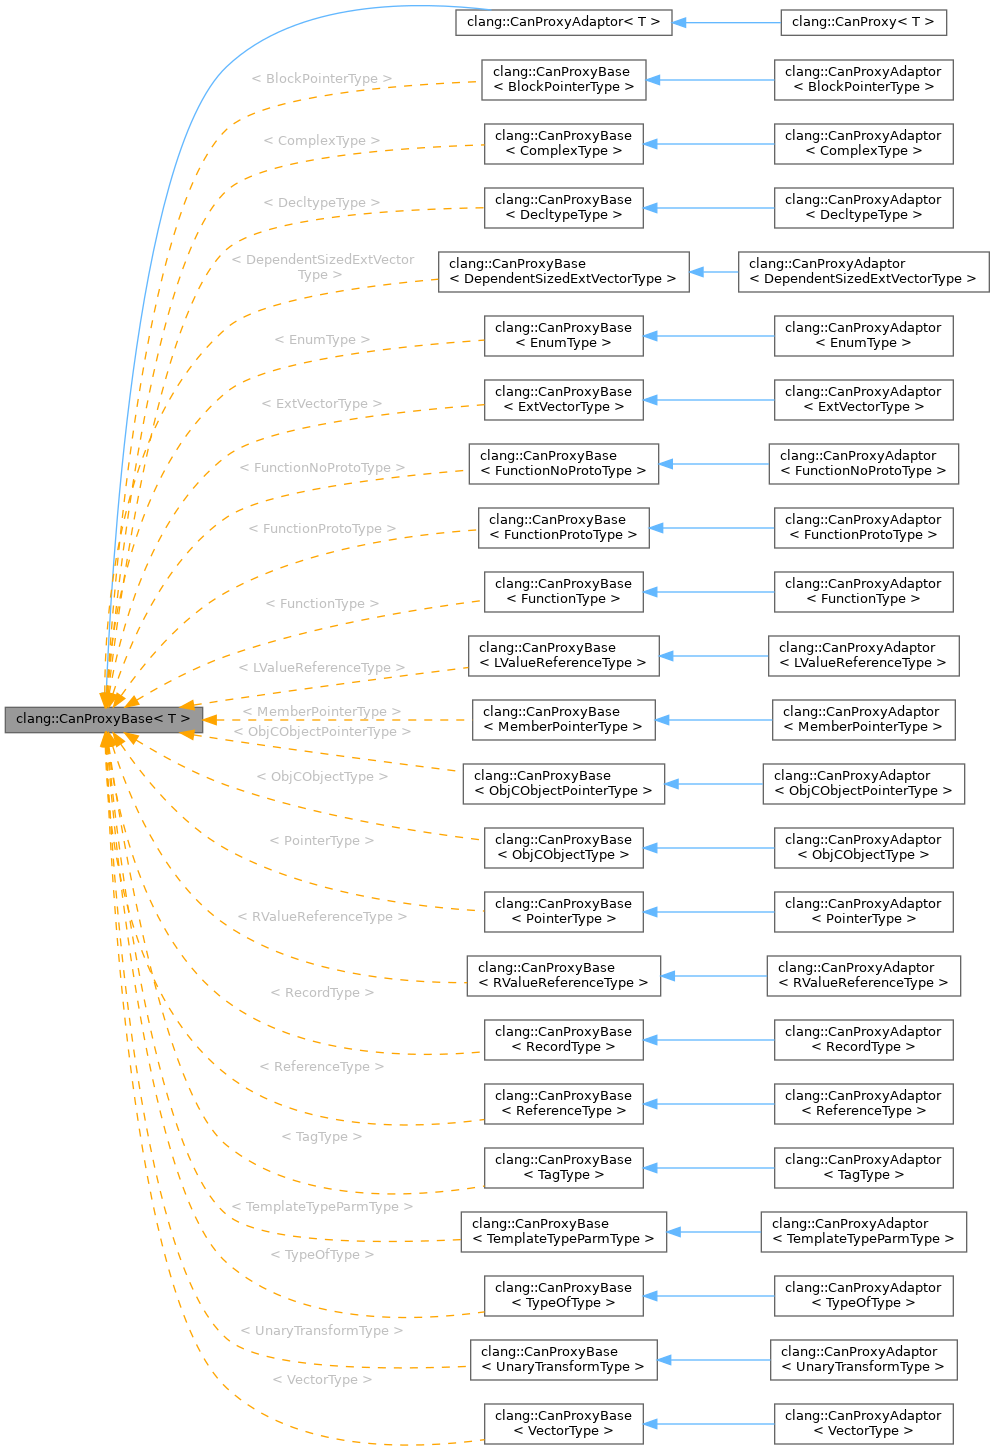 clang::CanProxyAdaptor< T >
clang::CanProxy< T >
< BlockPointerType >
clang::CanProxyBase
< BlockPointerType >
clang::CanProxyAdaptor
< BlockPointerType >
< ComplexType >
clang::CanProxyBase
< ComplexType >
clang::CanProxyAdaptor
< ComplexType >
< DecltypeType >
clang::CanProxyBase
< DecltypeType >
clang::CanProxyAdaptor
< DecltypeType >
< DependentSizedExtVector
Type >
clang::CanProxyBase
< DependentSizedExtVectorType >
clang::CanProxyAdaptor
< DependentSizedExtVectorType >
< EnumType >
clang::CanProxyBase
< EnumType >
clang::CanProxyAdaptor
< EnumType >
< ExtVectorType >
clang::CanProxyBase
< ExtVectorType >
clang::CanProxyAdaptor
< ExtVectorType >
< FunctionNoProtoType >
clang::CanProxyBase
< FunctionNoProtoType >
clang::CanProxyAdaptor
< FunctionNoProtoType >
< FunctionProtoType >
clang::CanProxyBase
< FunctionProtoType >
clang::CanProxyAdaptor
< FunctionProtoType >
< FunctionType >
clang::CanProxyBase
< FunctionType >
clang::CanProxyAdaptor
< FunctionType >
< LValueReferenceType >
clang::CanProxyBase
< LValueReferenceType >
clang::CanProxyAdaptor
< LValueReferenceType >
clang::CanProxyBase< T >
< MemberPointerType >
clang::CanProxyBase
< MemberPointerType >
clang::CanProxyAdaptor
< MemberPointerType >
< ObjCObjectPointerType >
clang::CanProxyBase
< ObjCObjectPointerType >
clang::CanProxyAdaptor
< ObjCObjectPointerType >
< ObjCObjectType >
clang::CanProxyBase
< ObjCObjectType >
clang::CanProxyAdaptor
< ObjCObjectType >
< PointerType >
clang::CanProxyBase
< PointerType >
clang::CanProxyAdaptor
< PointerType >
< RValueReferenceType >
clang::CanProxyBase
< RValueReferenceType >
clang::CanProxyAdaptor
< RValueReferenceType >
< RecordType >
clang::CanProxyBase
< RecordType >
clang::CanProxyAdaptor
< RecordType >
< ReferenceType >
clang::CanProxyBase
< ReferenceType >
clang::CanProxyAdaptor
< ReferenceType >
< TagType >
clang::CanProxyBase
< TagType >
clang::CanProxyAdaptor
< TagType >
< TemplateTypeParmType >
clang::CanProxyBase
< TemplateTypeParmType >
clang::CanProxyAdaptor
< TemplateTypeParmType >
< TypeOfType >
clang::CanProxyBase
< TypeOfType >
clang::CanProxyAdaptor
< TypeOfType >
< UnaryTransformType >
clang::CanProxyBase
< UnaryTransformType >
clang::CanProxyAdaptor
< UnaryTransformType >
< VectorType >
clang::CanProxyBase
< VectorType >
clang::CanProxyAdaptor
< VectorType >